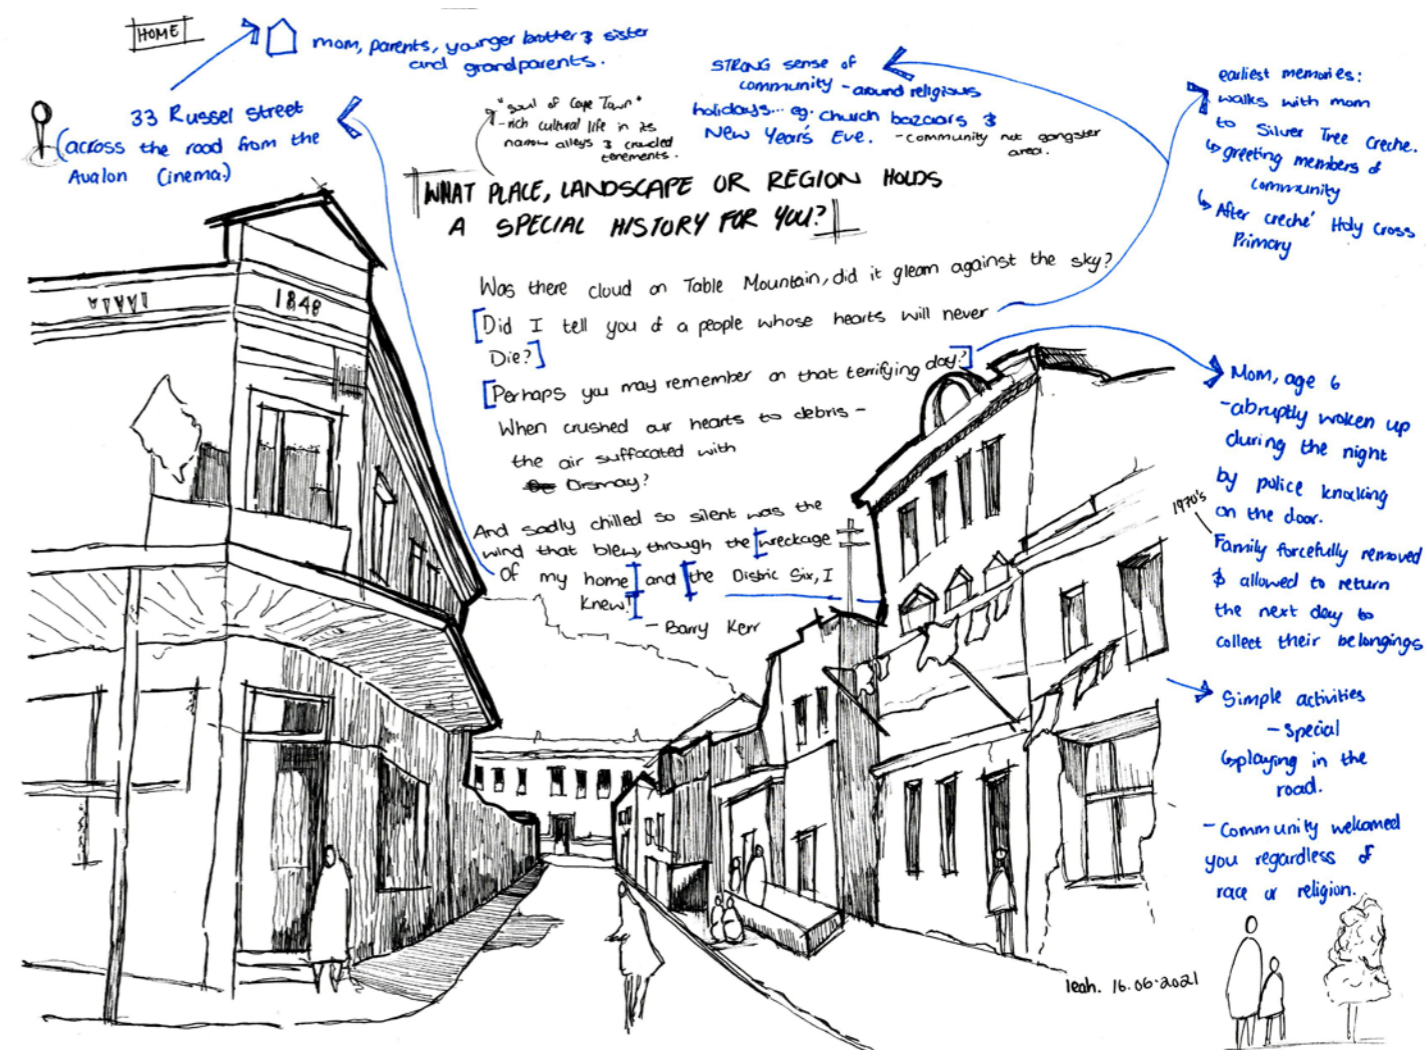 HOME
mom, parents, younger brother & sister
and grandparents.
33 Russel Street
(across the road from the
Avalon Cinema.)
"soul of Cape Town"
-rich cultural life in its
narrow alleys & crowded
tenements.
STRONG sense of
community - around religious
holidays... eg. church bazaars &
New Year's Eve. - community not gangster
area.
earliest memories:
walks with mom
to Silver Tree Creche.
↳ greeting members of
community
↳ After creché Holy Cross
Primary
WHAT PLACE, LANDSCAPE OR REGION HOLDS
A SPECIAL HISTORY FOR YOU?
Was there cloud on Table Mountain, did it gleam against the sky?
[Did I tell you of a people whose hearts will never
Die?]
[Perhaps you may remember on that terrifying day?]
When crushed our hearts to debris -
the air suffocated with
Dismay?
And sadly chilled so silent was the
wind that blew, through the [wreckage
Of my home] and [the Distric Six, I
knew!]
- Barry Kerr
1848
Mom, age 6
- abruptly woken up
during the night
by police knocking
on the door.
1970's
Family forcefully removed
& allowed to return
the next day to
collect their belongings
Simple activities
- special
↳ playing in the
road.
- Community welcomed
you regardless of
race or religion.
leah. 16.06.2021